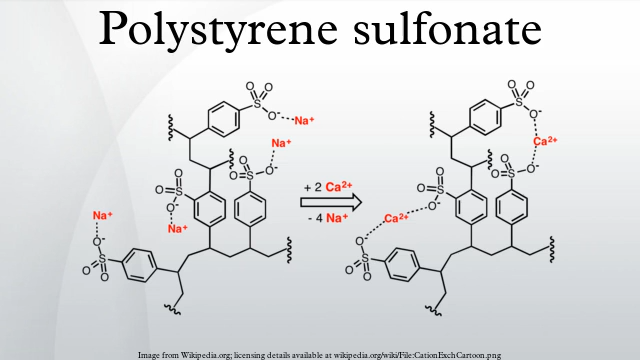 Polystyrene sulfonate
O O
S
O⁻ Na⁺
Na⁺
O
S O⁻
O
O
O S
O⁻
Na⁺
Na⁺
O⁻
S
O O
+ 2 Ca²⁺
- 4 Na⁺
O O
S
O⁻
Ca²⁺
O
S O⁻
O
O
O S
O⁻
Ca²⁺
O⁻
O S
O
Image from Wikipedia.org; licensing details available at wikipedia.org/wiki/File:CationExchCartoon.png